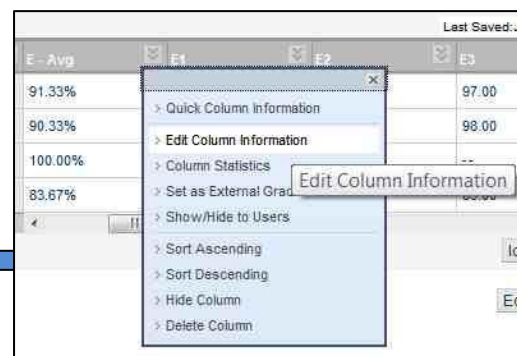 Last Saved:
E - Avg E1 E2 E3
×
91.33% 97.00
> Quick Column Information
90.33% 98.00
> Edit Column Information
100.00% --
> Column Statistics
Edit Column Information
83.67%
> Set as External
> Show/Hide to Users
> Sort Ascending
> Sort Descending
> Hide Column
> Delete Column